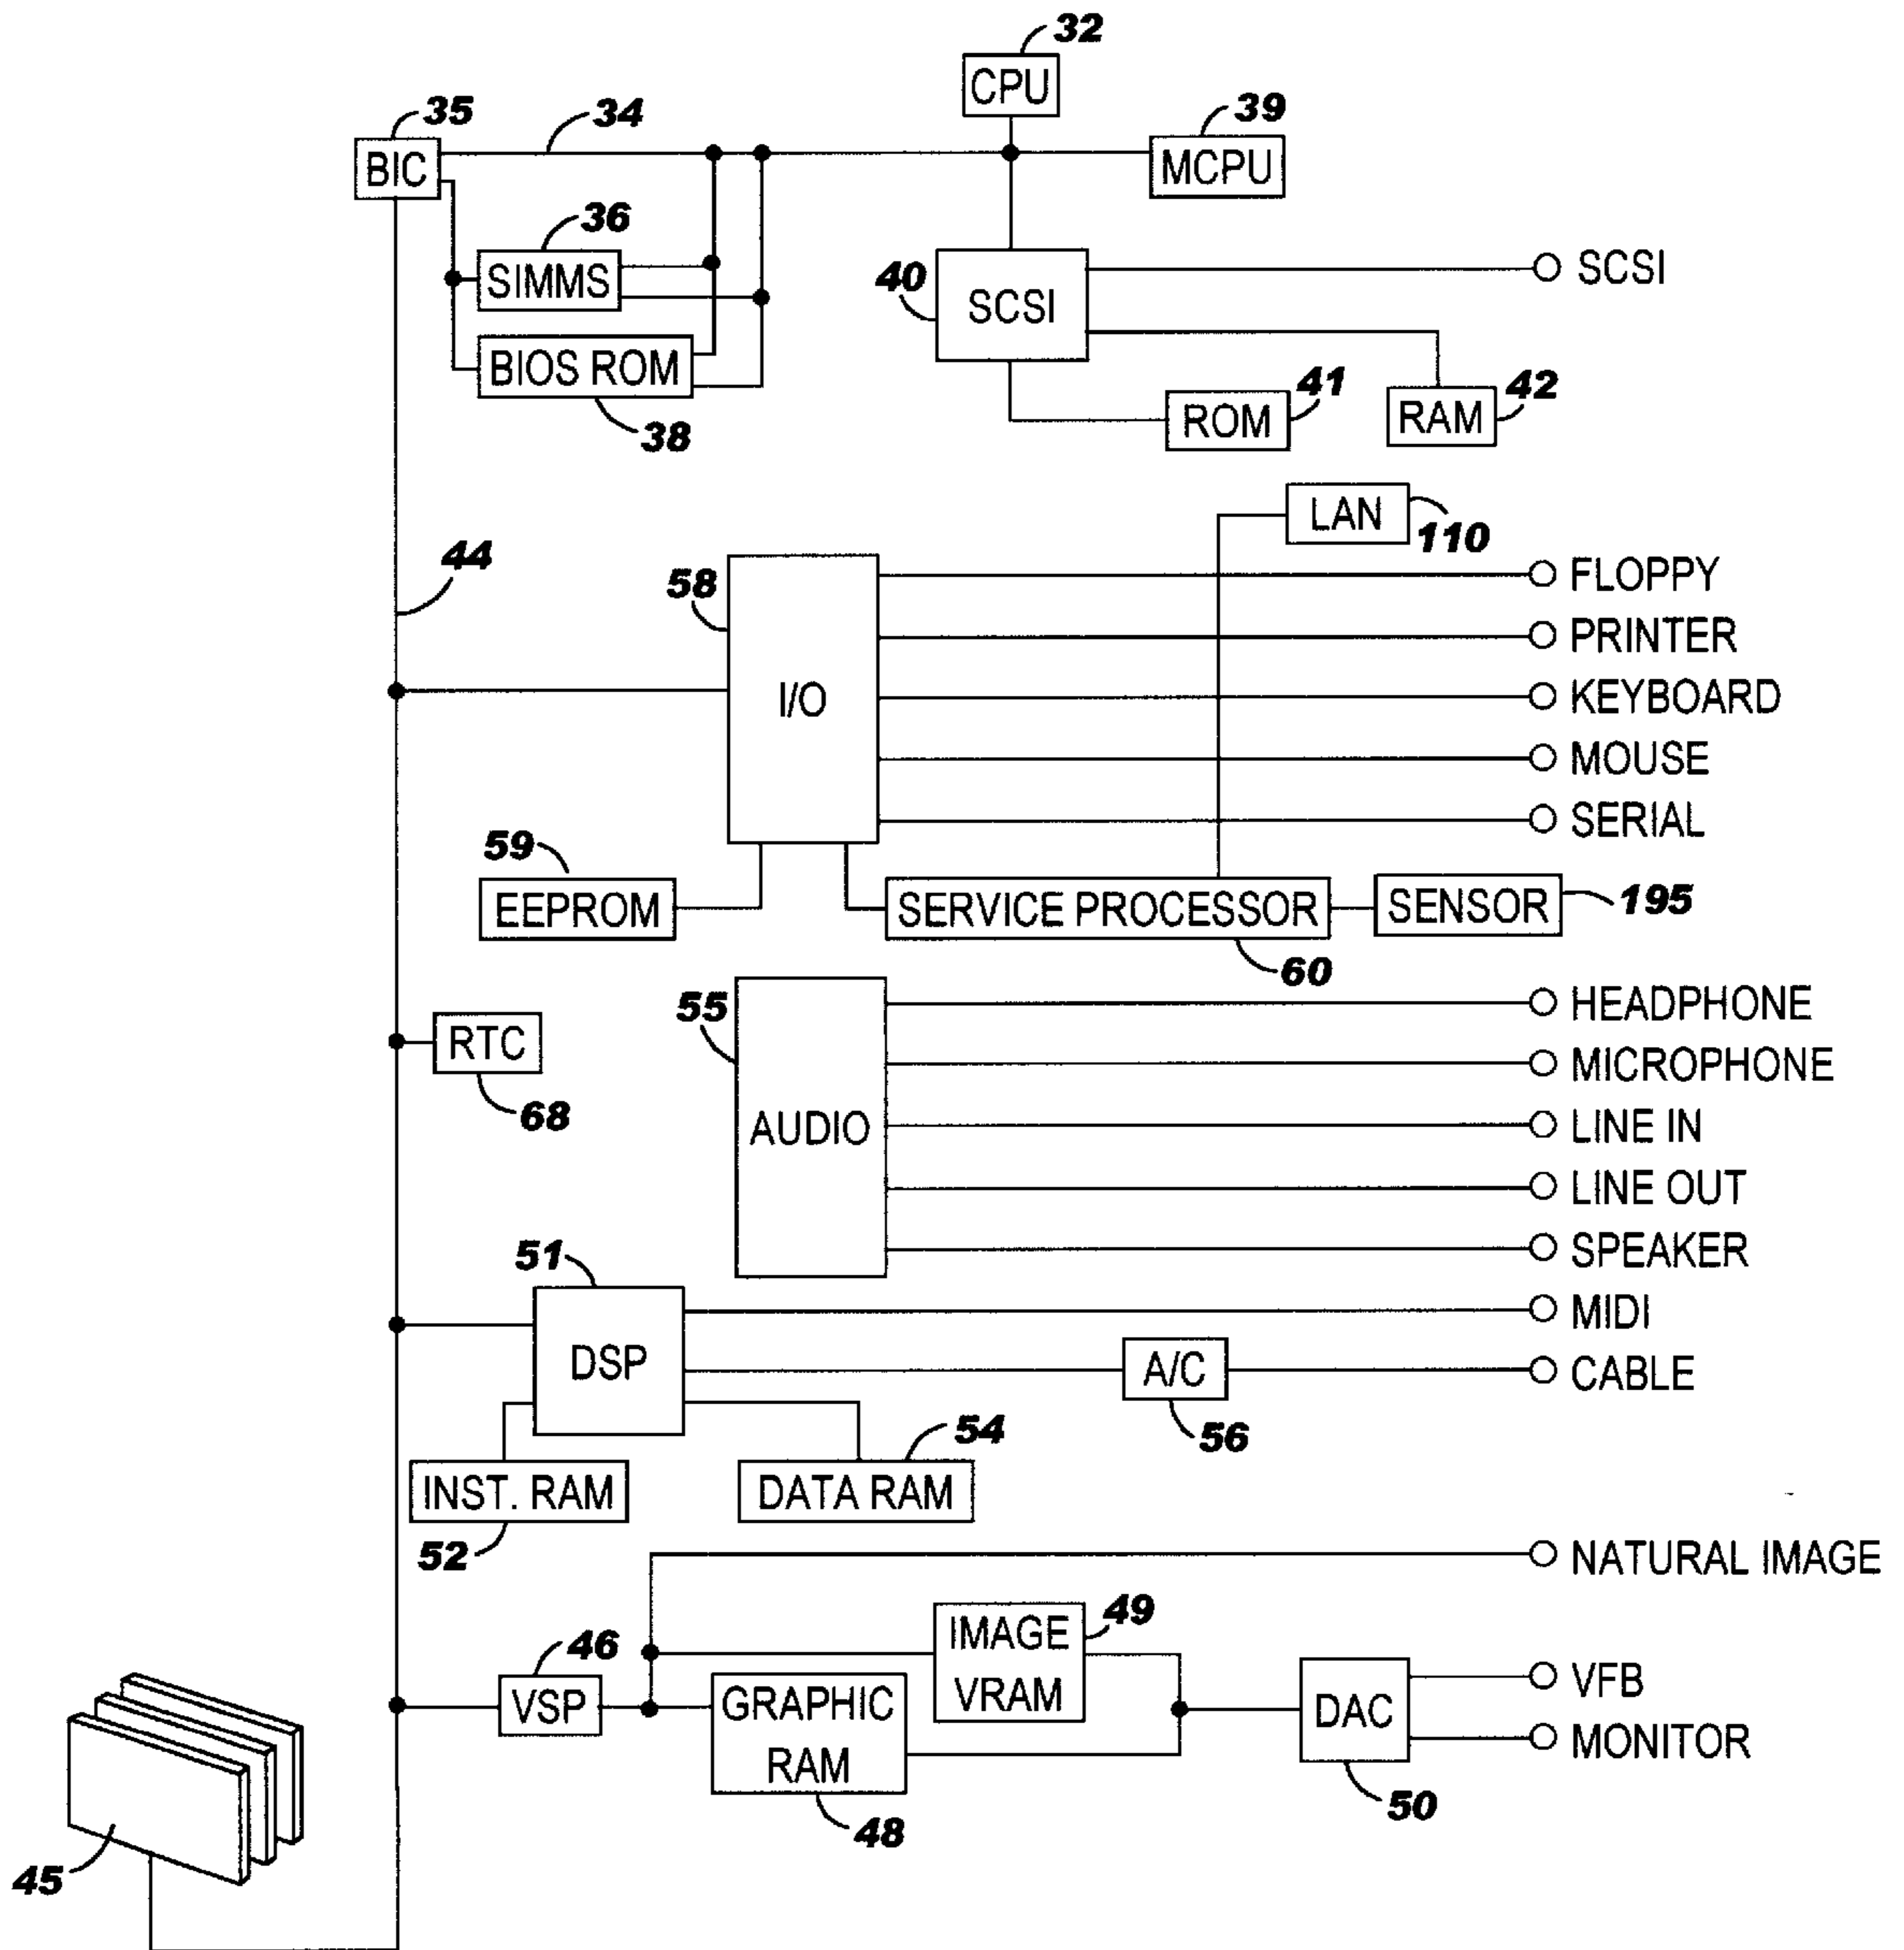 32
CPU
35
34
39
BIC
MCPU
36
SIMMS
40
SCSI
SCSI
BIOS ROM
38
ROM
41
RAM
42
LAN
110
44
58
I/O
FLOPPY
PRINTER
KEYBOARD
MOUSE
SERIAL
59
EEPROM
SERVICE PROCESSOR
60
SENSOR
195
RTC
68
55
AUDIO
HEADPHONE
MICROPHONE
LINE IN
LINE OUT
SPEAKER
51
DSP
MIDI
A/C
56
CABLE
INST. RAM
52
54
DATA RAM
NATURAL IMAGE
46
VSP
IMAGE
VRAM
49
GRAPHIC
RAM
48
DAC
50
VFB
MONITOR
45